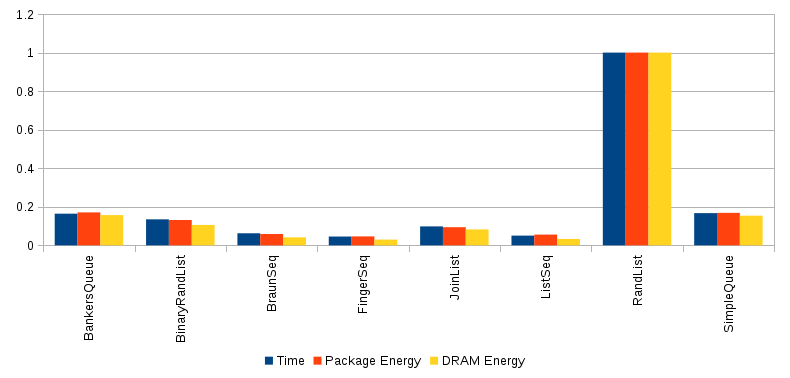 1.2
1
0.8
0.6
0.4
0.2
0
BankersQueue
BinaryRandList
BraunSeq
FingerSeq
JoinList
ListSeq
RandList
SimpleQueue
Time
Package Energy
DRAM Energy